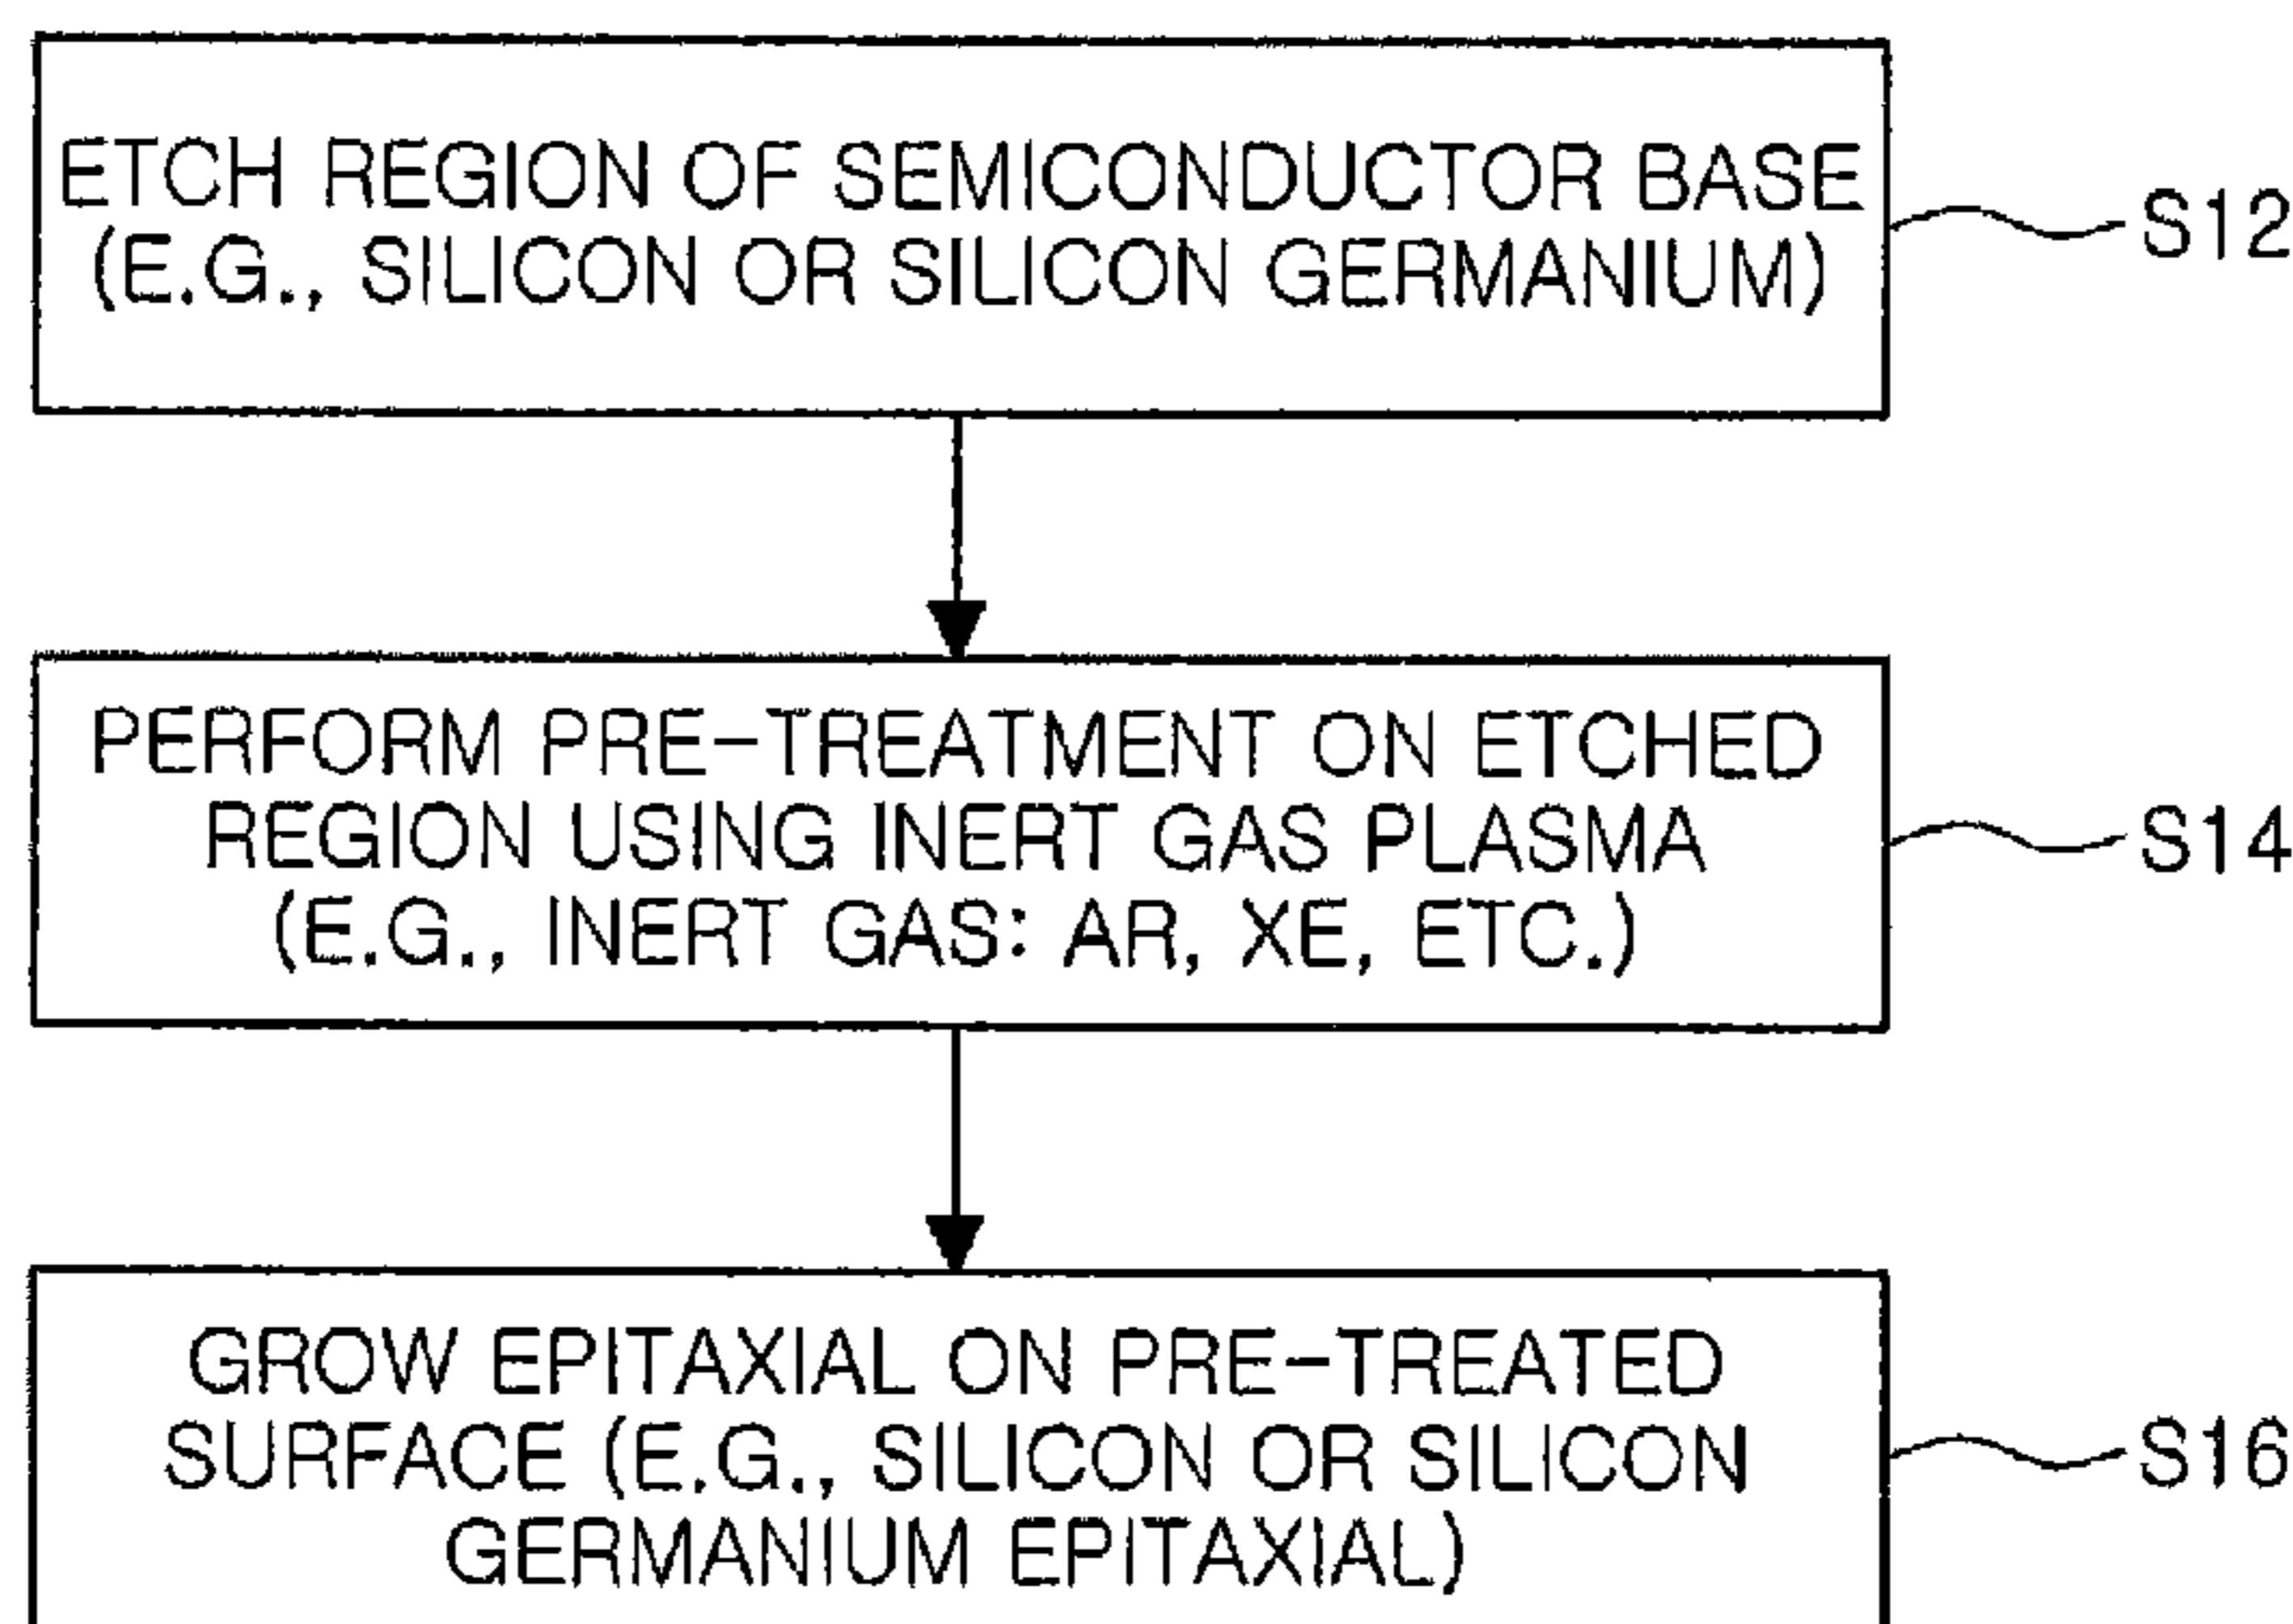 ETCH REGION OF SEMICONDUCTOR BASE
(E.G., SILICON OR SILICON GERMANIUM)
S12
PERFORM PRE-TREATMENT ON ETCHED
REGION USING INERT GAS PLASMA
(E.G., INERT GAS: AR, XE, ETC.)
S14
GROW EPITAXIAL ON PRE-TREATED
SURFACE (E.G., SILICON OR SILICON
GERMANIUM EPITAXIAL)
S16